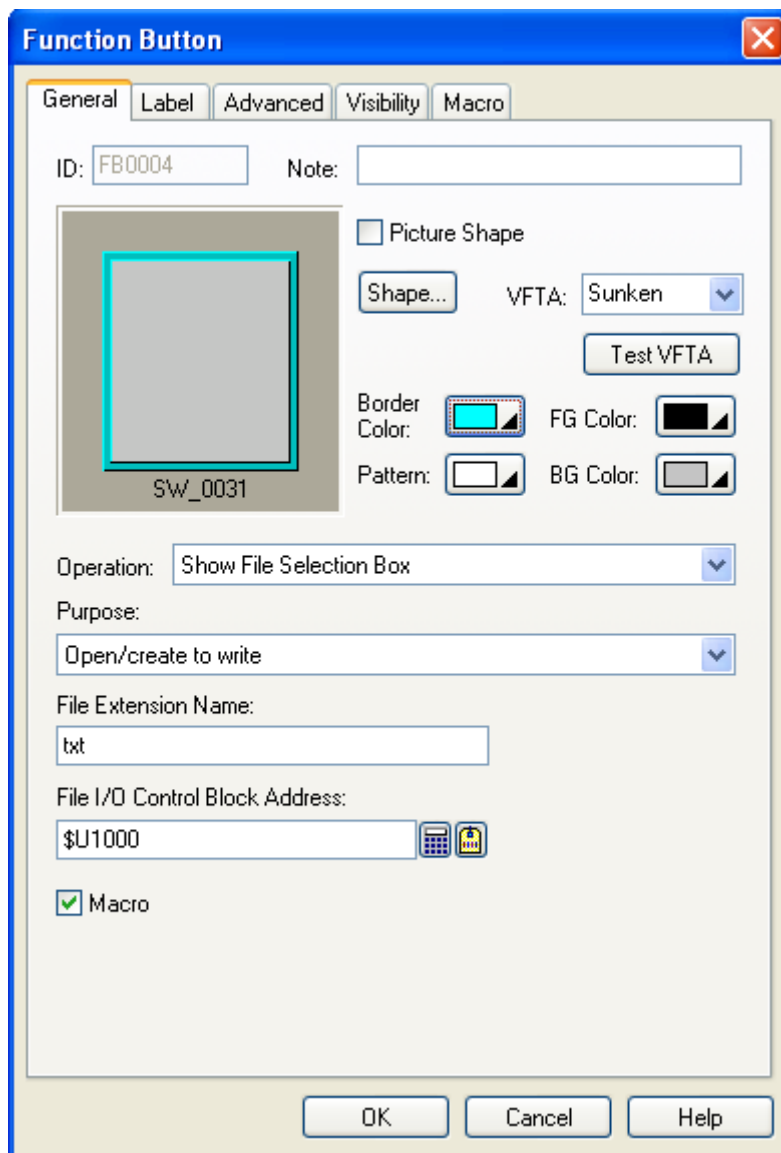 Function Button
General Label Advanced Visibility Macro
ID: FB0004 Note:
Picture Shape
Shape... VFTA: Sunken
Test VFTA
Border Color: FG Color:
Pattern: BG Color:
SW_0031
Operation: Show File Selection Box
Purpose:
Open/create to write
File Extension Name:
txt
File I/O Control Block Address:
$U1000
Macro
OK Cancel Help